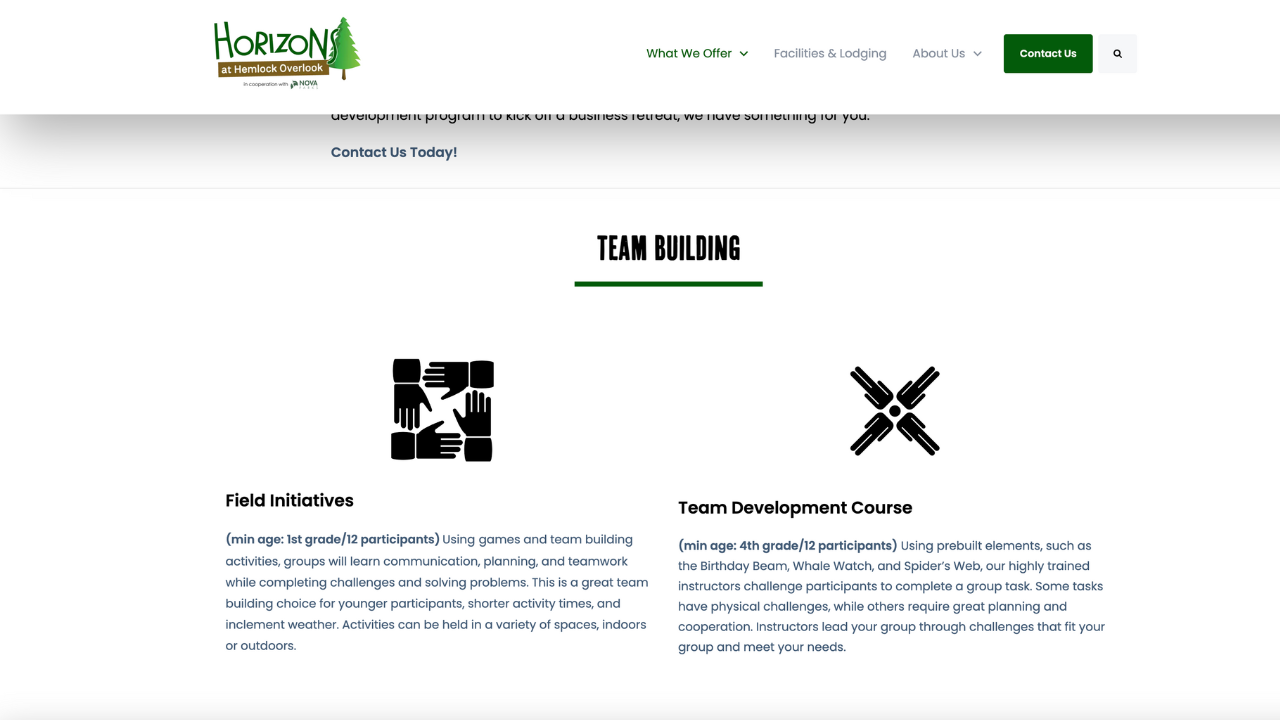 HORIZONS
at Hemlock Overlook
in cooperation with NOVA PARKS
What We Offer
Facilities & Lodging
About Us
Contact Us
development program to kick off a business retreat, we have something for you.
Contact Us Today!
TEAM BUILDING
Field Initiatives
(min age: 1st grade/12 participants) Using games and team building
activities, groups will learn communication, planning, and teamwork
while completing challenges and solving problems. This is a great team
building choice for younger participants, shorter activity times, and
inclement weather. Activities can be held in a variety of spaces, indoors
or outdoors.
Team Development Course
(min age: 4th grade/12 participants) Using prebuilt elements, such as
the Birthday Beam, Whale Watch, and Spider’s Web, our highly trained
instructors challenge participants to complete a group task. Some tasks
have physical challenges, while others require great planning and
cooperation. Instructors lead your group through challenges that fit your
group and meet your needs.